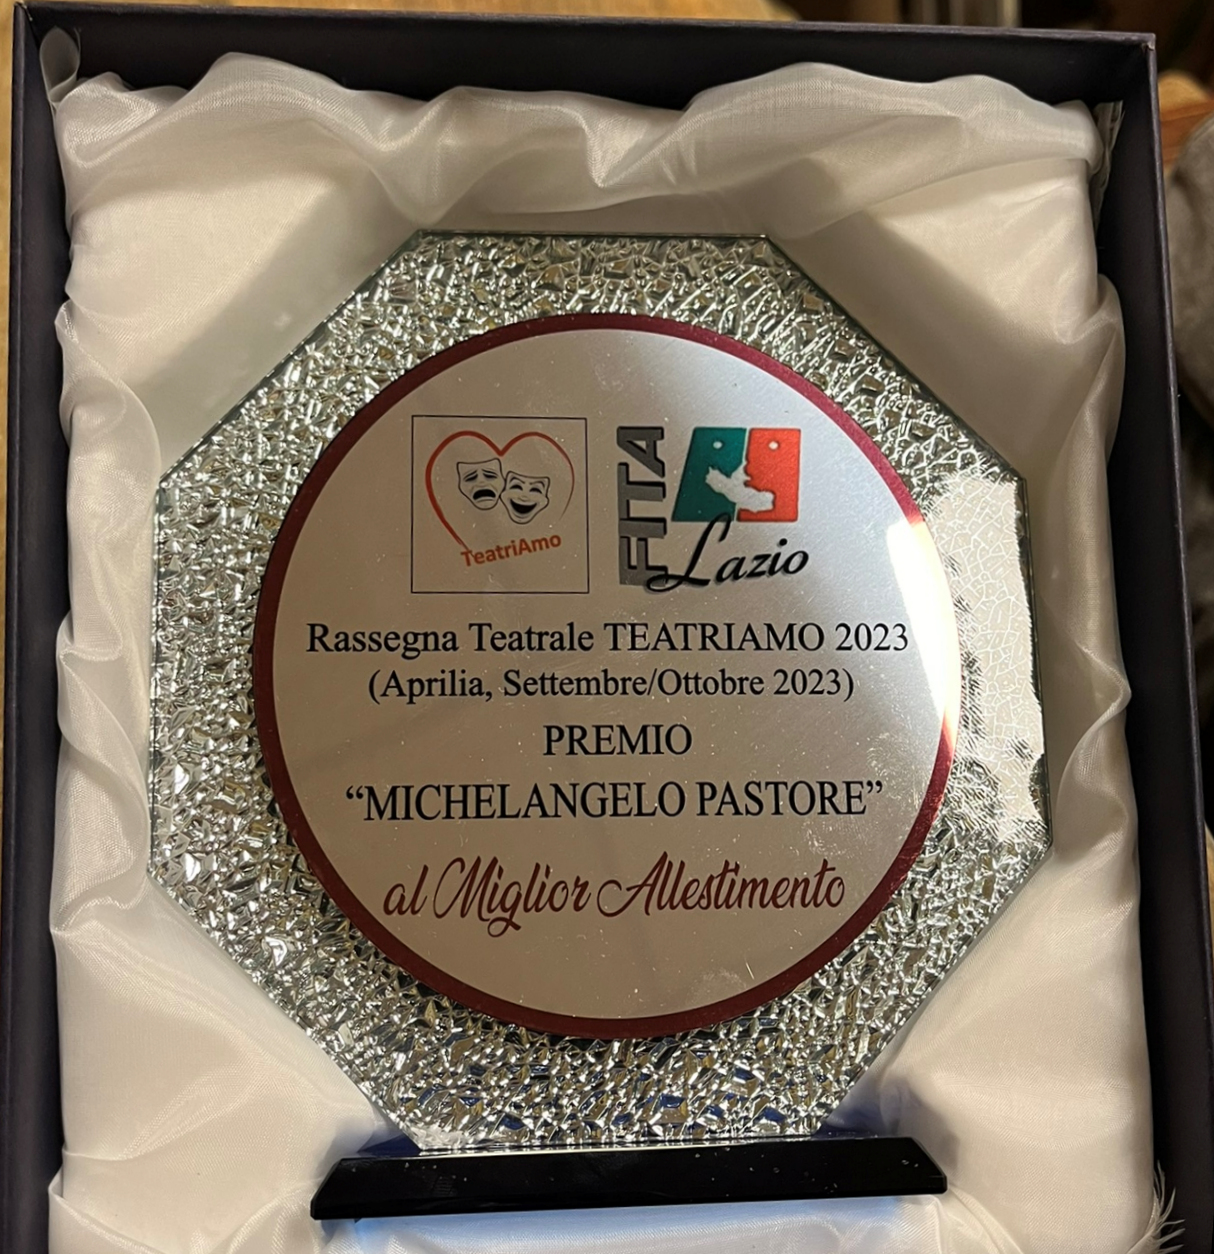 TeatriAmo
FITA
Lazio
Rassegna Teatrale TEATRIAMO 2023
(Aprilia, Settembre/Ottobre 2023)
PREMIO
“MICHELANGELO PASTORE”
al Miglior Allestimento